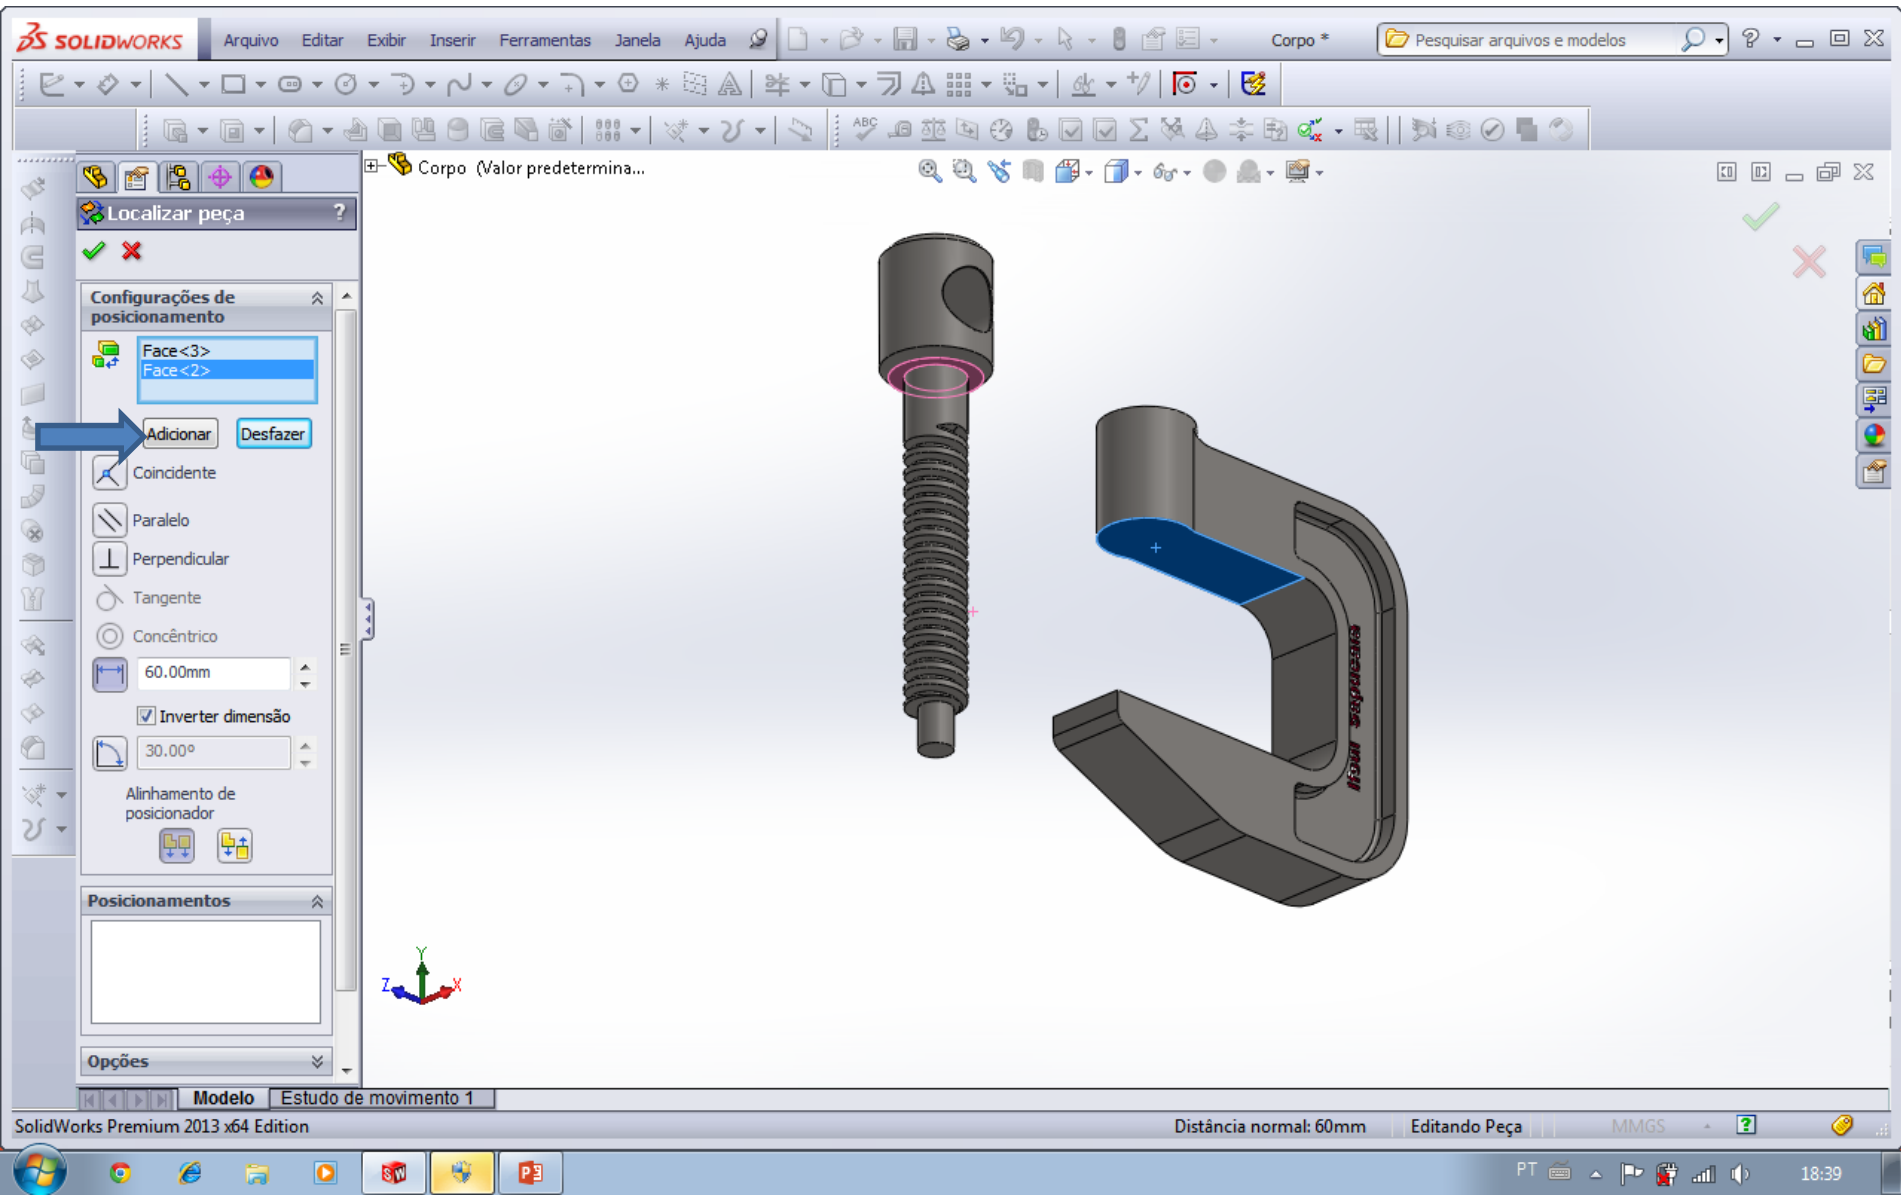 SOLIDWORKS
Arquivo Editar Exibir Inserir Ferramentas Janela Ajuda
Corpo *
Pesquisar arquivos e modelos
?
ABC
Corpo (Valor predetermina...
Localizar peça ?
Configurações de
posicionamento
Face<3>
Face<2>
Adicionar Desfazer
Coincidente
Paralelo
Perpendicular
Tangente
Concêntrico
60.00mm
Inverter dimensão
30.00º
Alinhamento de
posicionador
Posicionamentos
Opções
Y
Z X
Modelo Estudo de movimento 1
SolidWorks Premium 2013 x64 Edition Distância normal: 60mm Editando Peça MMGS ?
SW P PT 18:39